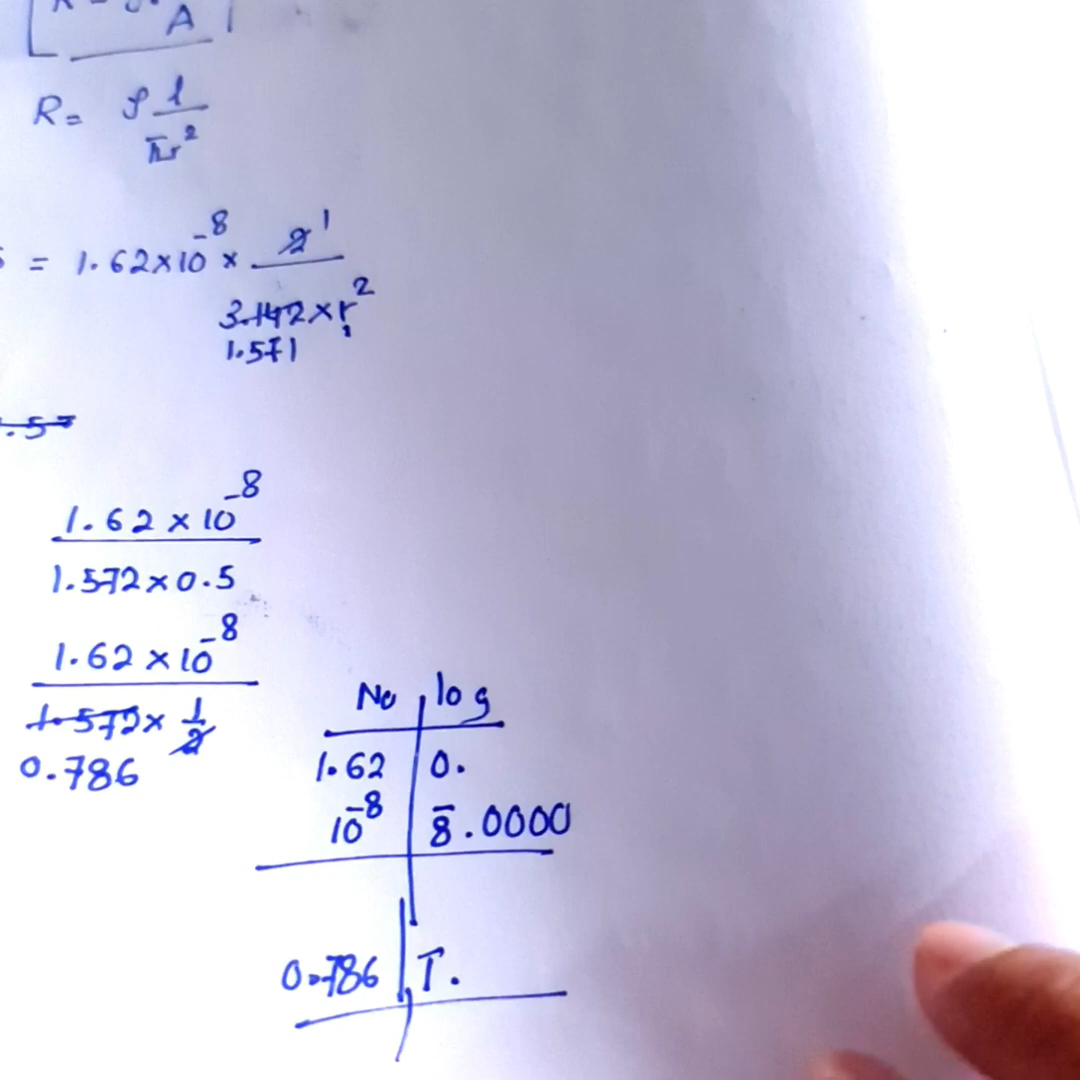 A
R = ρ l / πr²
= 1.62×10⁻⁸ × 2 1 / 3.142×r²
1.571
.57
1.62 × 10⁻⁸
1.572 × 0.5
1.62 × 10⁻⁸
1.572 × 1/2
0.786
No | log
1.62 | 0.
10⁻⁸ | 8̄.0000
0.786 | 1̄.